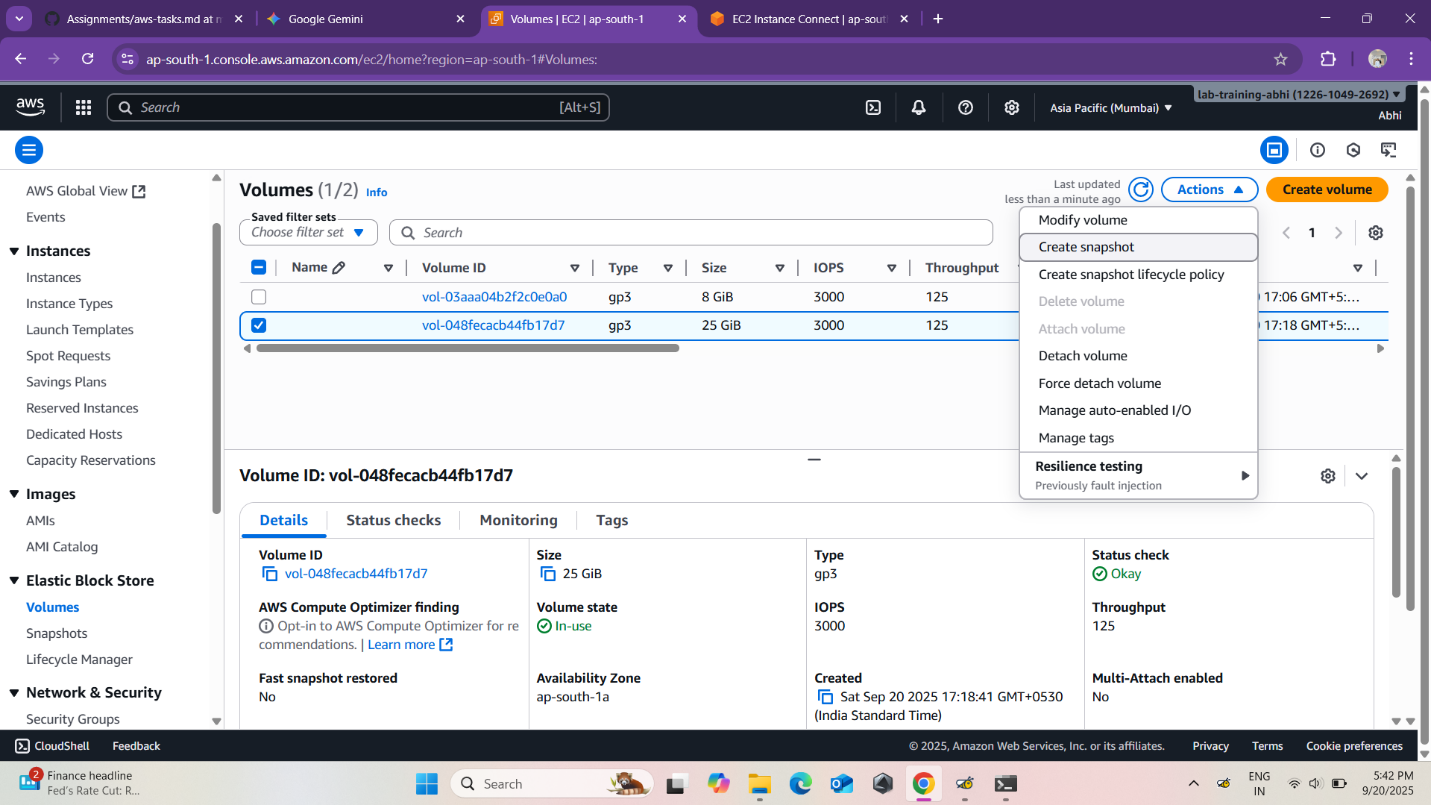 Assignments/aws-tasks.md at n
Google Gemini
Volumes | EC2 | ap-south-1
EC2 Instance Connect | ap-sout
ap-south-1.console.aws.amazon.com/ec2/home?region=ap-south-1#Volumes:
aws
Search
[Alt+S]
Asia Pacific (Mumbai)
lab-training-abhi (1226-1049-2692)
Abhi
AWS Global View
Events
Instances
Instances
Instance Types
Launch Templates
Spot Requests
Savings Plans
Reserved Instances
Dedicated Hosts
Capacity Reservations
Images
AMIs
AMI Catalog
Elastic Block Store
Volumes
Snapshots
Lifecycle Manager
Network & Security
Security Groups
Volumes (1/2) Info
Last updated
less than a minute ago
Actions
Create volume
Saved filter sets
Choose filter set
Search
1
Name Volume ID Type Size IOPS Throughput
vol-03aaa04b2f2c0e0a0 gp3 8 GiB 3000 125 17:06 GMT+5:...
vol-048fecacb44fb17d7 gp3 25 GiB 3000 125 17:18 GMT+5:...
Modify volume
Create snapshot
Create snapshot lifecycle policy
Delete volume
Attach volume
Detach volume
Force detach volume
Manage auto-enabled I/O
Manage tags
Resilience testing
Previously fault injection
Volume ID: vol-048fecacb44fb17d7
Details Status checks Monitoring Tags
Volume ID
vol-048fecacb44fb17d7
Size
25 GiB
Type
gp3
Status check
Okay
AWS Compute Optimizer finding
Opt-in to AWS Compute Optimizer for re
commendations. | Learn more
Volume state
In-use
IOPS
3000
Throughput
125
Fast snapshot restored
No
Availability Zone
ap-south-1a
Created
Sat Sep 20 2025 17:18:41 GMT+0530
(India Standard Time)
Multi-Attach enabled
No
CloudShell Feedback
© 2025, Amazon Web Services, Inc. or its affiliates. Privacy Terms Cookie preferences
2
Finance headline
Fed's Rate Cut: R...
Search
ENG
IN
5:42 PM
9/20/2025